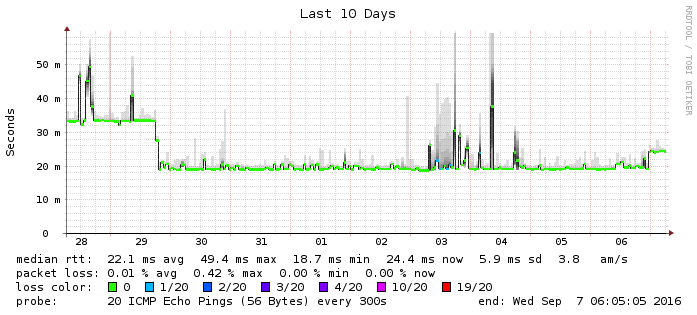 Last 10 Days
RRDTOOL / TOBI OETIKER
Seconds
50 m
40 m
30 m
20 m
10 m
0
28 29 30 31 01 02 03 04 05 06
median rtt: 22.1 ms avg 49.4 ms max 18.7 ms min 24.4 ms now 5.9 ms sd 3.8 am/s
packet loss: 0.01 % avg 0.42 % max 0.00 % min 0.00 % now
loss color: 0 1/20 2/20 3/20 4/20 10/20 19/20
probe: 20 ICMP Echo Pings (56 Bytes) every 300s end: Wed Sep 7 06:05:05 2016